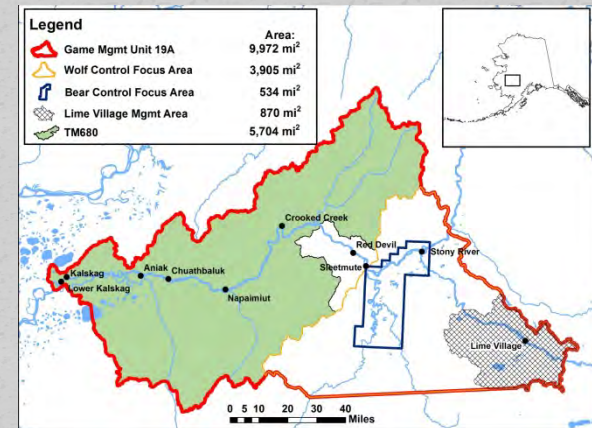 Legend
Area:
Game Mgmt Unit 19A 9,972 mi²
Wolf Control Focus Area 3,905 mi²
Bear Control Focus Area 534 mi²
Lime Village Mgmt Area 870 mi²
TM680 5,704 mi²
Crooked Creek
Red Devil
Stony River
Sleetmute
Kalskag
Aniak
Chuathbaluk
Lower Kalskag
Napaimiut
Lime Village
0 5 10 20 30 40
Miles